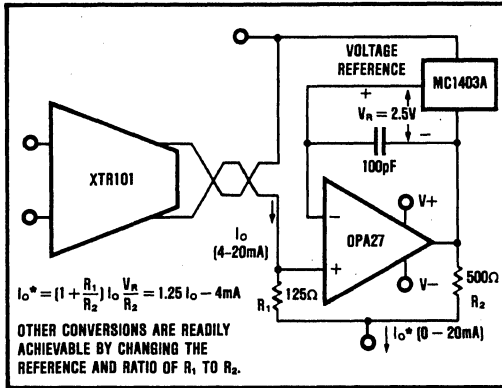 VOLTAGE
REFERENCE
MC1403A
+
V_R = 2.5V
−
100pF
XTR101
I_O
(4-20mA)
−
OPA27
+
V+
V−
R₁
125Ω
500Ω
R₂
I_O* (0 – 20mA)
I_O* = (1 + R₁/R₂) I_O V_R/R₂ = 1.25 I_O – 4mA
OTHER CONVERSIONS ARE READILY
ACHIEVABLE BY CHANGING THE
REFERENCE AND RATIO OF R₁ TO R₂.